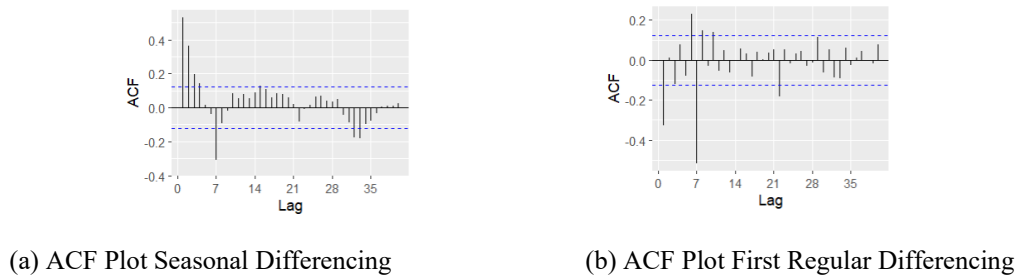 0.4
0.2
0.0
-0.2
-0.4
ACF
0 7 14 21 28 35
Lag
0.2
0.0
-0.2
-0.4
ACF
0 7 14 21 28 35
Lag
(a) ACF Plot Seasonal Differencing
(b) ACF Plot First Regular Differencing